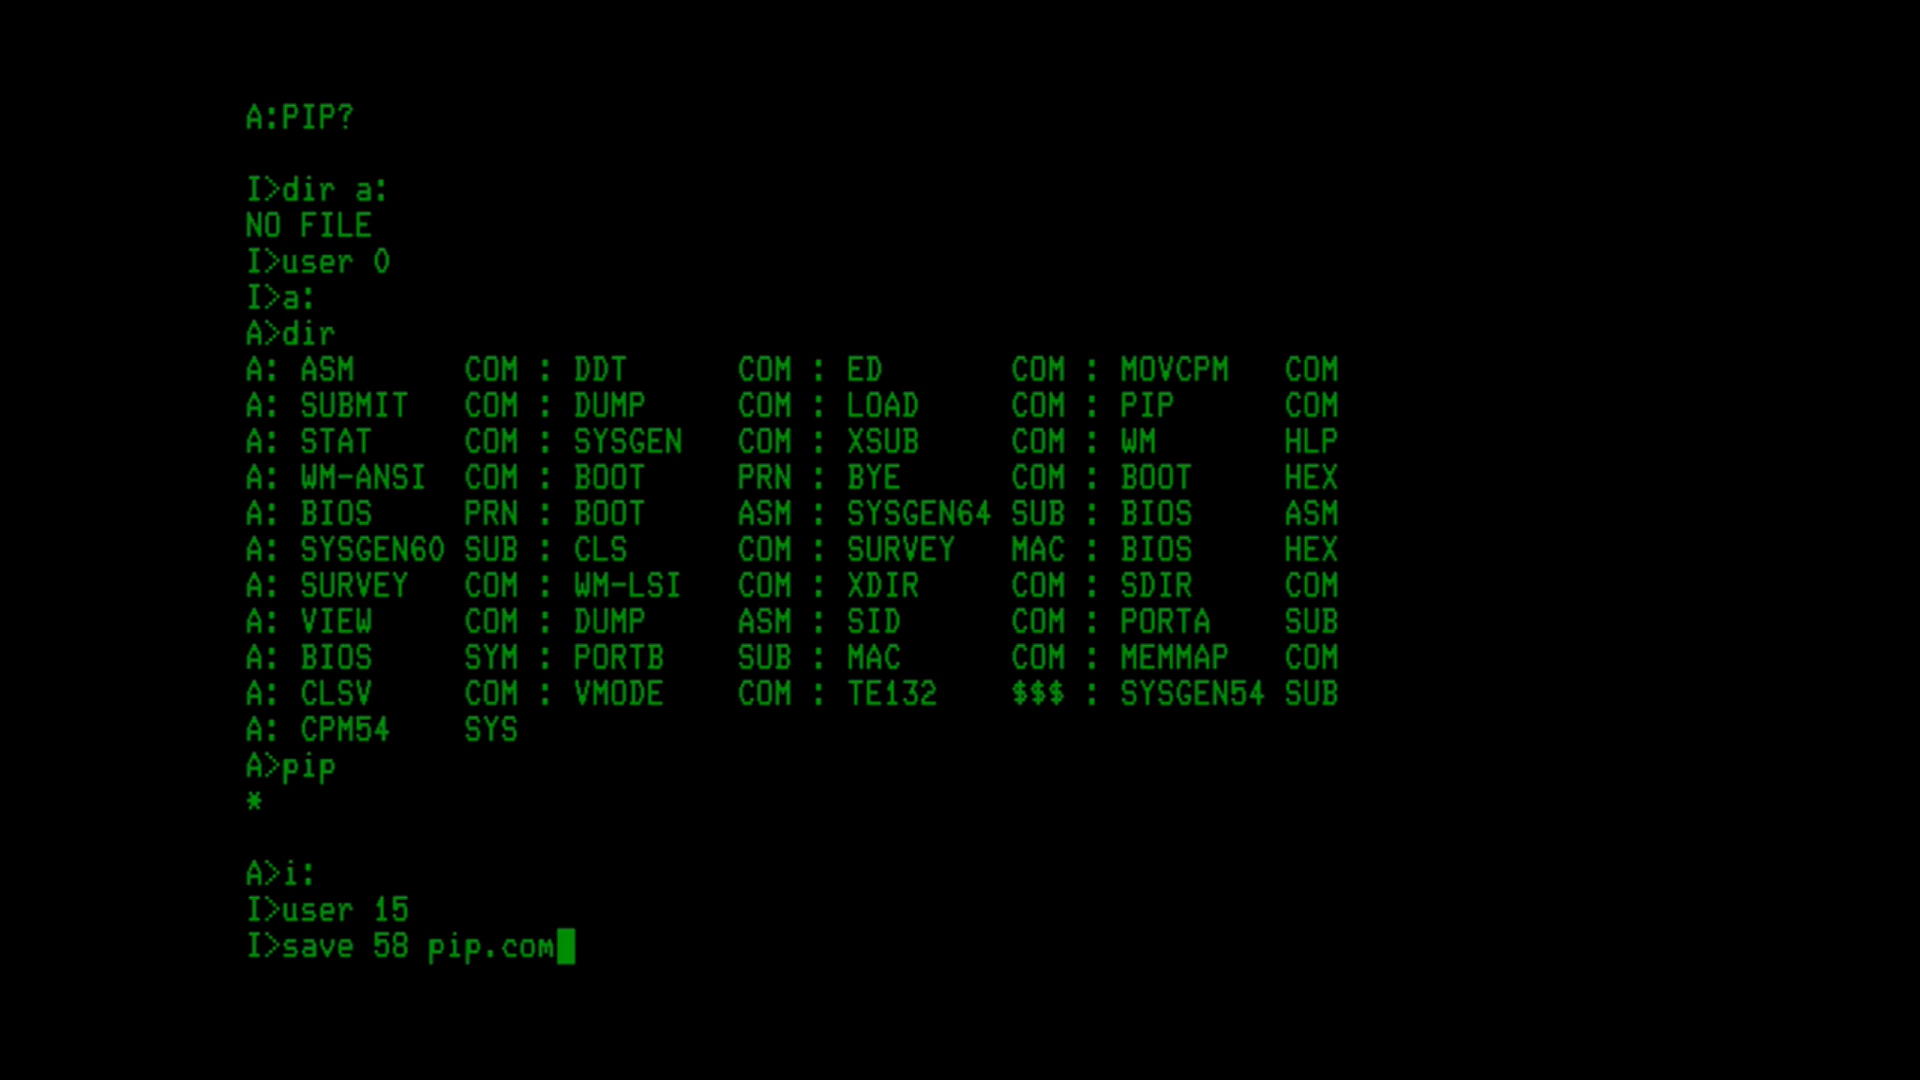 A:PIP?
I>dir a:
NO FILE
I>user 0
I>a:
A>dir
A: ASM      COM : DDT      COM : ED       COM : MOVCPM   COM
A: SUBMIT   COM : DUMP     COM : LOAD     COM : PIP      COM
A: STAT     COM : SYSGEN   COM : XSUB     COM : WM       HLP
A: WM-ANSI  COM : BOOT     PRN : BYE      COM : BOOT     HEX
A: BIOS     PRN : BOOT     ASM : SYSGEN64 SUB : BIOS     ASM
A: SYSGEN60 SUB : CLS      COM : SURVEY   MAC : BIOS     HEX
A: SURVEY   COM : WM-LSI   COM : XDIR     COM : SDIR     COM
A: VIEW     COM : DUMP     ASM : SID      COM : PORTA    SUB
A: BIOS     SYM : PORTB    SUB : MAC      COM : MEMMAP   COM
A: CLSV     COM : VMODE    COM : TE132    $$$ : SYSGEN54 SUB
A: CPM54    SYS
A>pip
*
A>i:
I>user 15
I>save 58 pip.com